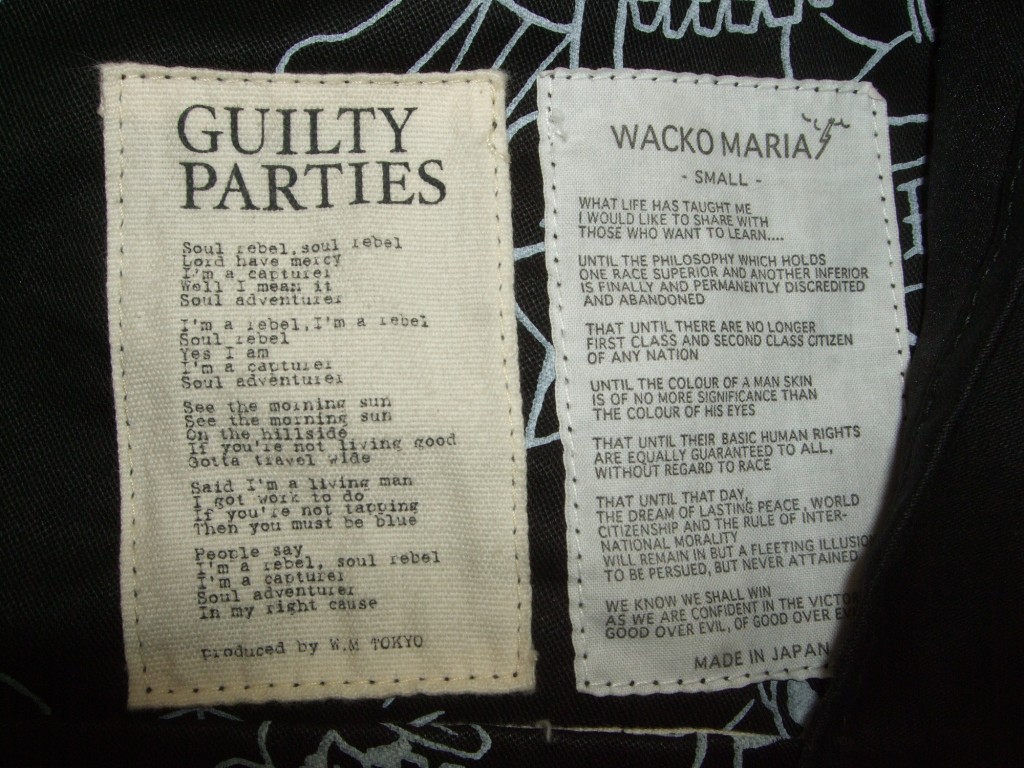 GUILTY
PARTIES
Soul rebel, soul rebel
Lord have mercy
I'm a capturer
Well I mean it
Soul adventurer
I'm a rebel, I'm a rebel
Soul rebel
Yes I am
I'm a capturer
Soul adventurer
See the morning sun
See the morning sun
On the hillside
If you're not living good
Gotta travel wide
Said I'm a living man
I got work to do
If you're not tapping
Then you must be blue
People say
I'm a rebel, soul rebel
I'm a capturer
Soul adventurer
In my right cause
produced by W.M TOKYO
WACKO MARIA
- SMALL -
WHAT LIFE HAS TAUGHT ME
I WOULD LIKE TO SHARE WITH
THOSE WHO WANT TO LEARN....
UNTIL THE PHILOSOPHY WHICH HOLDS
ONE RACE SUPERIOR AND ANOTHER INFERIOR
IS FINALLY AND PERMANENTLY DISCREDITED
AND ABANDONED
THAT UNTIL THERE ARE NO LONGER
FIRST CLASS AND SECOND CLASS CITIZEN
OF ANY NATION
UNTIL THE COLOUR OF A MAN SKIN
IS OF NO MORE SIGNIFICANCE THAN
THE COLOUR OF HIS EYES
THAT UNTIL THEIR BASIC HUMAN RIGHTS
ARE EQUALLY GUARANTEED TO ALL,
WITHOUT REGARD TO RACE
THAT UNTIL THAT DAY,
THE DREAM OF LASTING PEACE, WORLD
CITIZENSHIP AND THE RULE OF INTER-
NATIONAL MORALITY
WILL REMAIN IN BUT A FLEETING ILLUSIO
TO BE PERSUED, BUT NEVER ATTAINED
WE KNOW WE SHALL WIN
AS WE ARE CONFIDENT IN THE VICTO
GOOD OVER EVIL, OF GOOD OVER EV
MADE IN JAPAN